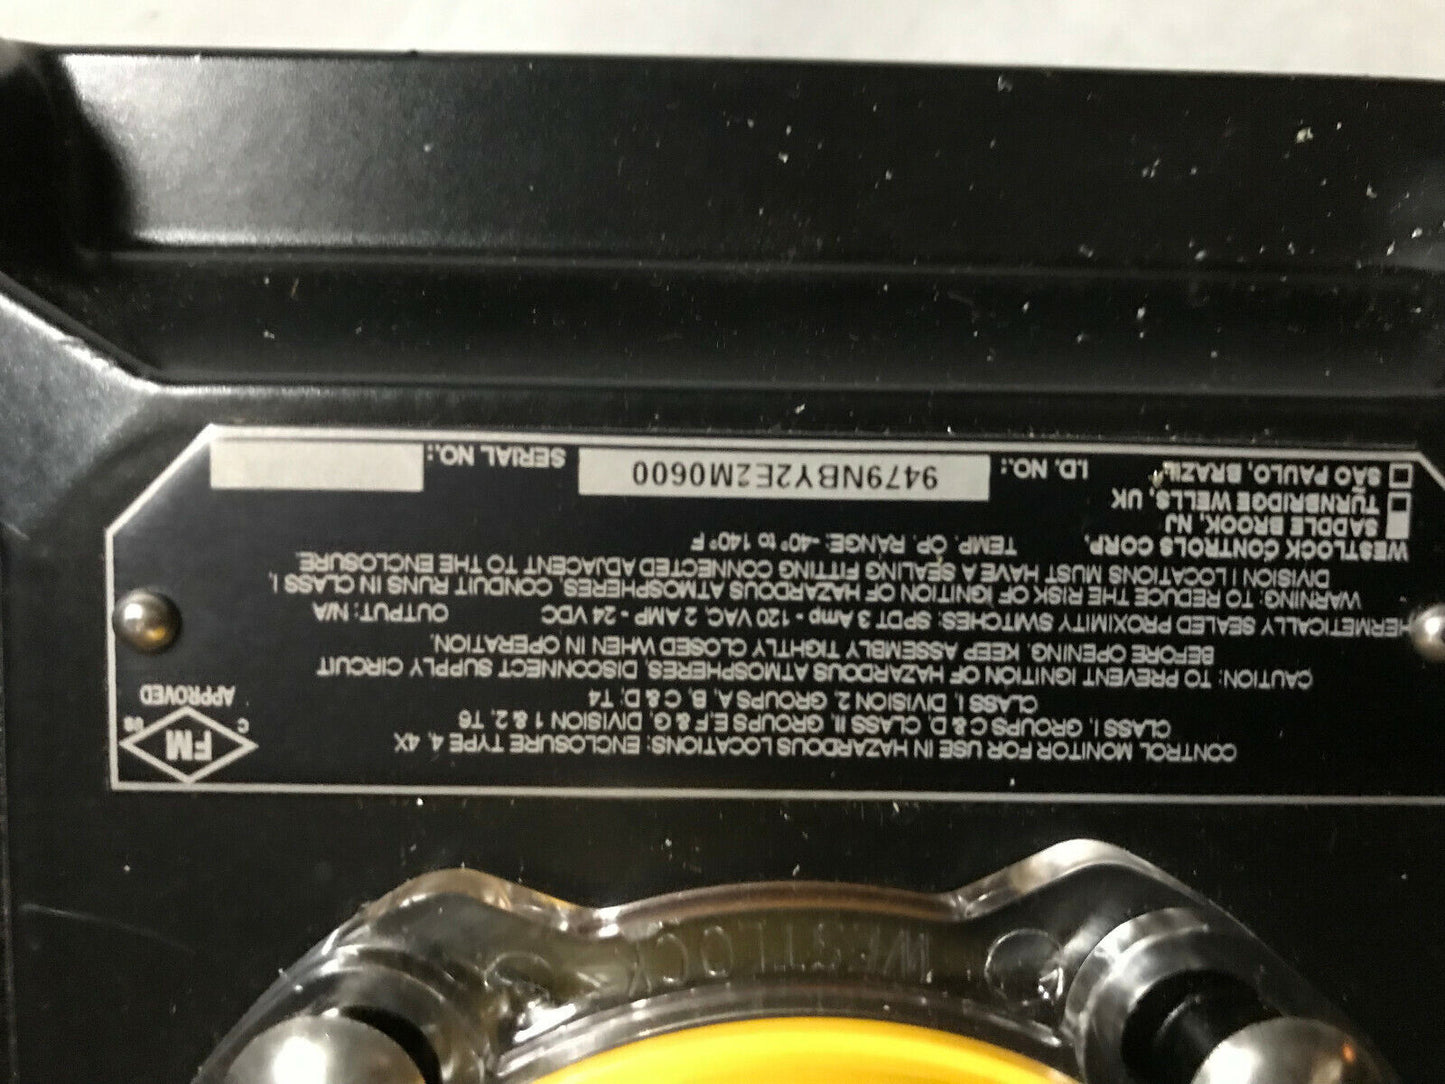 WESTLOCK
CONTROL MONITOR FOR USE IN HAZARDOUS LOCATIONS: ENCLOSURE TYPE 4, 4X
CLASS I, GROUPS C & D, CLASS II, GROUPS E,F & G, DIVISION 1 & 2, T6
CLASS I, DIVISION 2, GROUPS A, B, C & D; T4
FM
C US
APPROVED
CAUTION: TO PREVENT IGNITION OF HAZARDOUS ATMOSPHERES, DISCONNECT SUPPLY CIRCUIT
BEFORE OPENING. KEEP ASSEMBLY TIGHTLY CLOSED WHEN IN OPERATION.
HERMETICALLY SEALED PROXIMITY SWITCHES: SPDT 3 Amp - 120 VAC, 2 AMP - 24 VDC OUTPUT: N/A
WARNING: TO REDUCE THE RISK OF IGNITION OF HAZARDOUS ATMOSPHERES, CONDUIT RUNS IN CLASS I,
DIVISION I LOCATIONS MUST HAVE A SEALING FITTING CONNECTED ADJACENT TO THE ENCLOSURE.
WESTLOCK CONTROLS CORP. TEMP. OP. RANGE: -40° to 140° F
SADDLE BROOK, NJ
TURNBRIDGE WELLS, UK
SÃO PAULO, BRAZIL I.D. NO.: 9479NBY2E2M0600 SERIAL NO.: